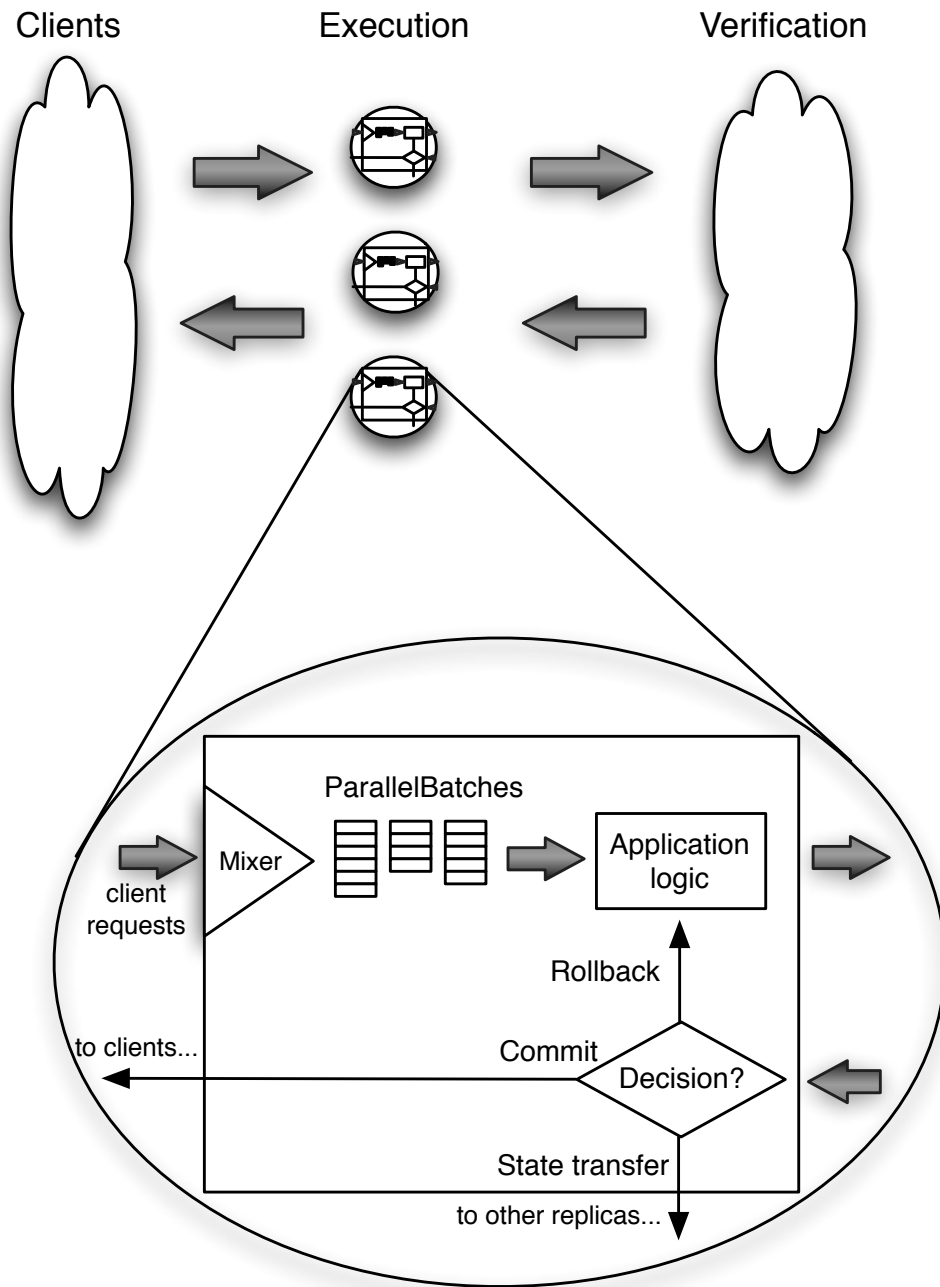 Clients
Execution
Verification
ParallelBatches
Mixer
Application
logic
client
requests
Rollback
to clients...
Commit
Decision?
State transfer
to other replicas...